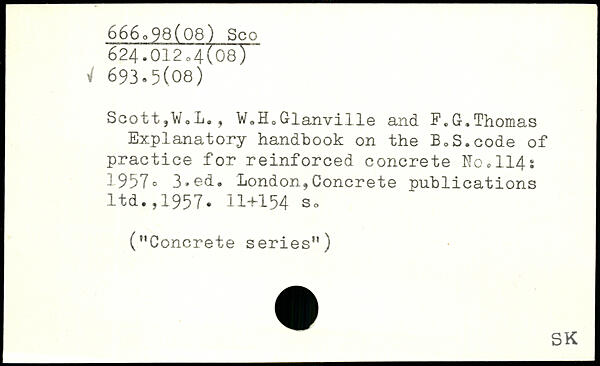 666.98(08) Sco
624.012.4(08)
√ 693.5(08)
Scott,W.L., W.H.Glanville and F.G.Thomas
Explanatory handbook on the B.S.code of
practice for reinforced concrete No.114:
1957. 3.ed. London,Concrete publications
ltd.,1957. 11+154 s.
("Concrete series")
SK